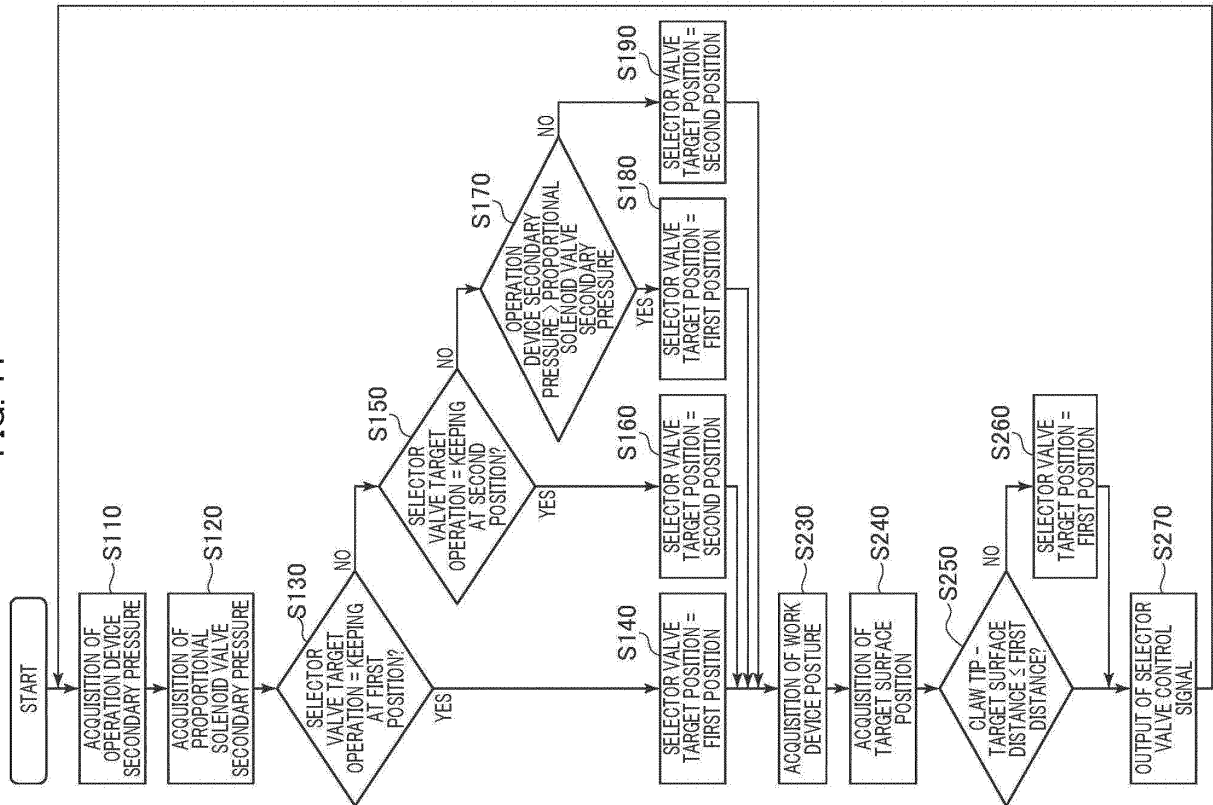 START
ACQUISITION OF
OPERATION DEVICE
SECONDARY PRESSURE
S110
ACQUISITION OF
PROPORTIONAL
SOLENOID VALVE
SECONDARY PRESSURE
S120
SELECTOR
VALVE TARGET
OPERATION = KEEPING
AT FIRST
POSITION?
S130
NO
YES
SELECTOR VALVE
TARGET POSITION =
FIRST POSITION
S140
SELECTOR
VALVE TARGET
OPERATION = KEEPING
AT SECOND
POSITION?
S150
NO
YES
SELECTOR VALVE
TARGET POSITION =
SECOND POSITION
S160
OPERATION
DEVICE SECONDARY
PRESSURE > PROPORTIONAL
SOLENOID VALVE
SECONDARY
PRESSURE
S170
NO
YES
SELECTOR VALVE
TARGET POSITION =
FIRST POSITION
S180
SELECTOR VALVE
TARGET POSITION =
SECOND POSITION
S190
ACQUISITION OF WORK
DEVICE POSTURE
S230
ACQUISITION OF
TARGET SURFACE
POSITION
S240
CLAW TIP -
TARGET SURFACE
DISTANCE ≤ FIRST
DISTANCE?
S250
NO
SELECTOR VALVE
TARGET POSITION =
FIRST POSITION
S260
OUTPUT OF SELECTOR
VALVE CONTROL
SIGNAL
S270